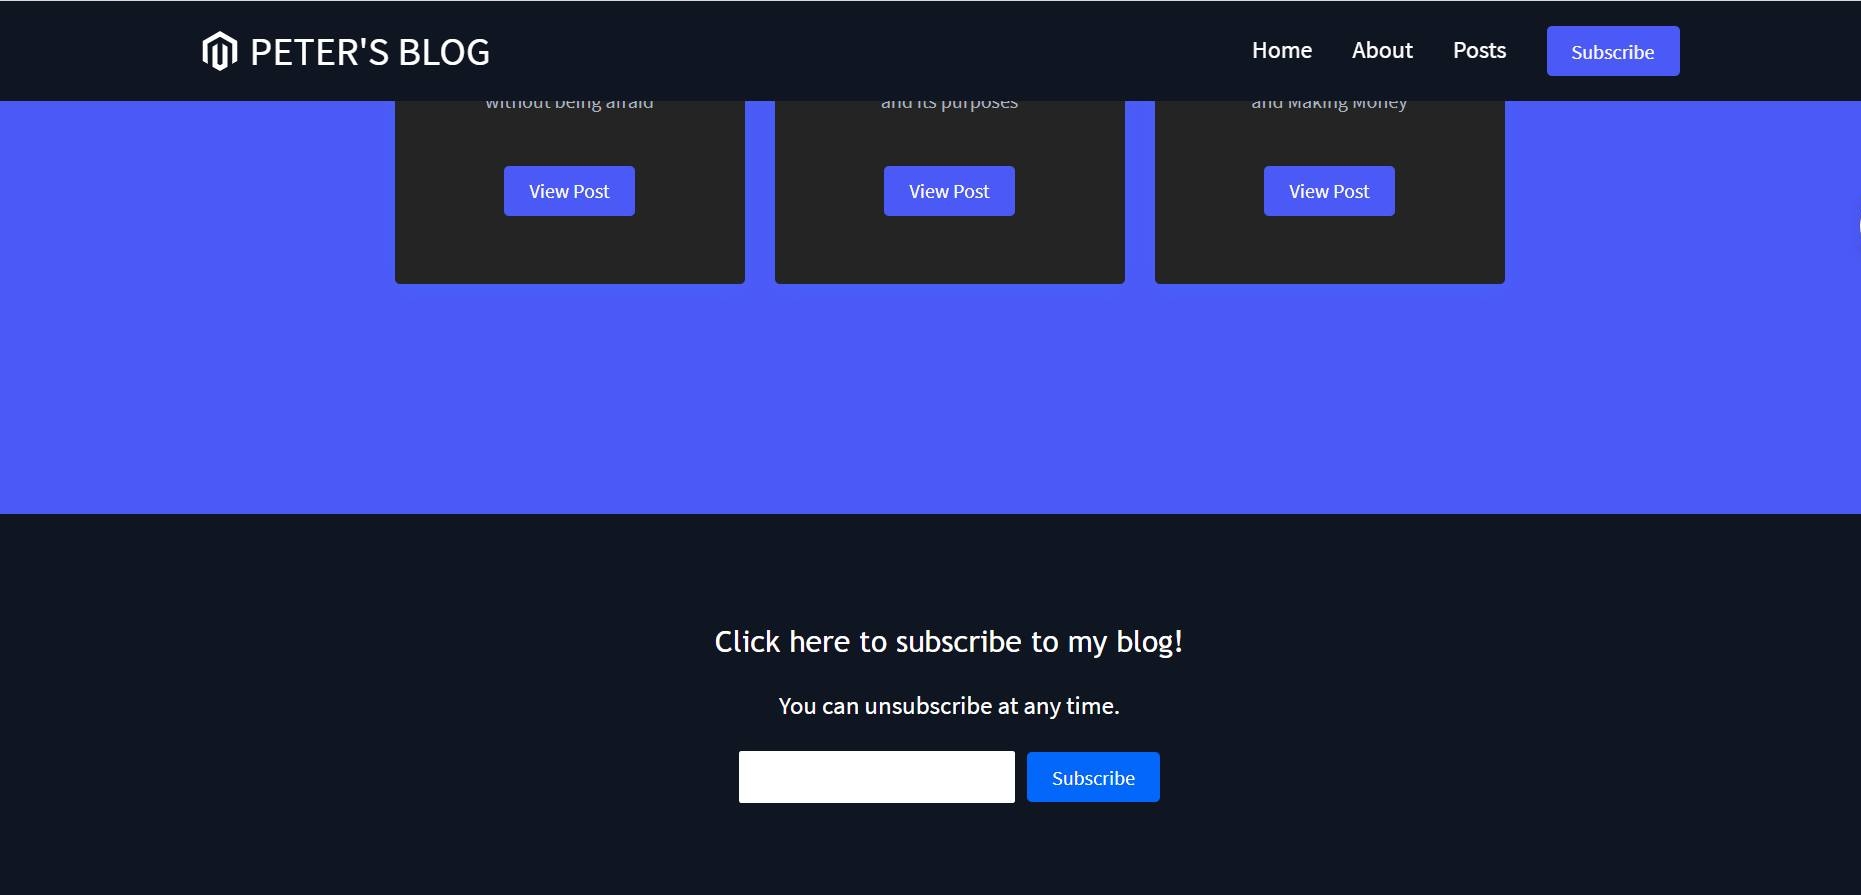 PETER'S BLOG
Home About Posts Subscribe
without being afraid and its purposes and Making Money
View Post View Post View Post
Click here to subscribe to my blog!
You can unsubscribe at any time.
Subscribe